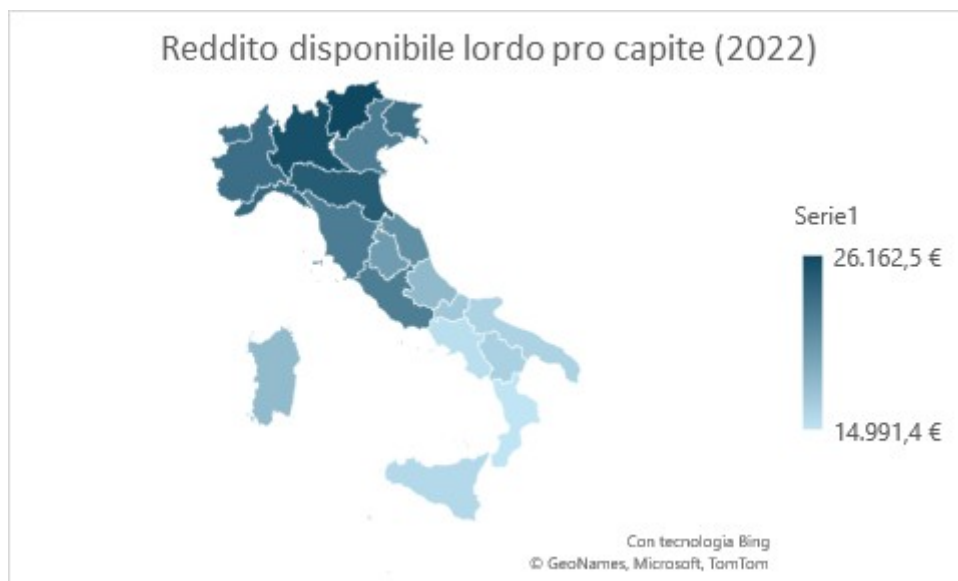 Reddito disponibile lordo pro capite (2022)
Serie1
26.162,5 €
14.991,4 €
Con tecnologia Bing
© GeoNames, Microsoft, TomTom